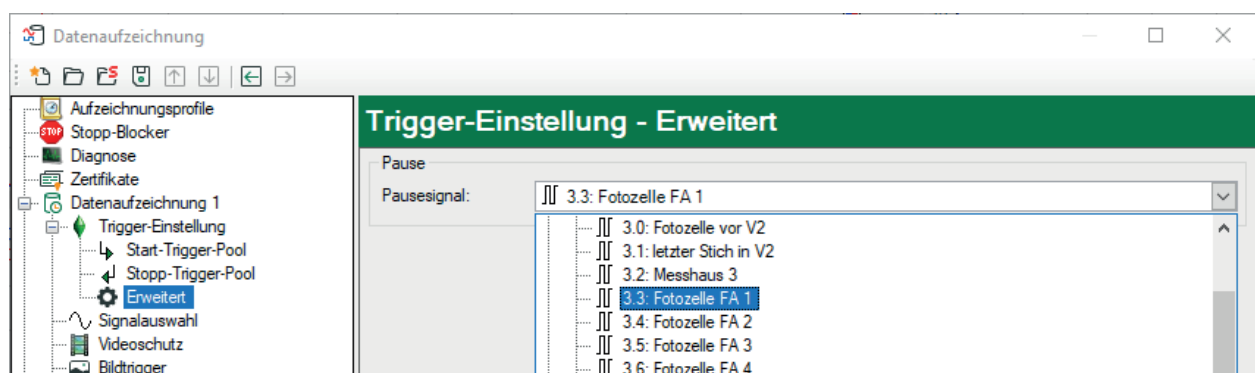 Datenaufzeichnung
Aufzeichnungsprofile
STOP Stopp-Blocker
Diagnose
Zertifikate
Datenaufzeichnung 1
Trigger-Einstellung
Start-Trigger-Pool
Stopp-Trigger-Pool
Erweitert
Signalauswahl
Videoschutz
Bildtrigger
Trigger-Einstellung - Erweitert
Pause
Pausesignal: 3.3: Fotozelle FA 1
3.0: Fotozelle vor V2
3.1: letzter Stich in V2
3.2: Messhaus 3
3.3: Fotozelle FA 1
3.4: Fotozelle FA 2
3.5: Fotozelle FA 3
3.6: Fotozelle FA 4